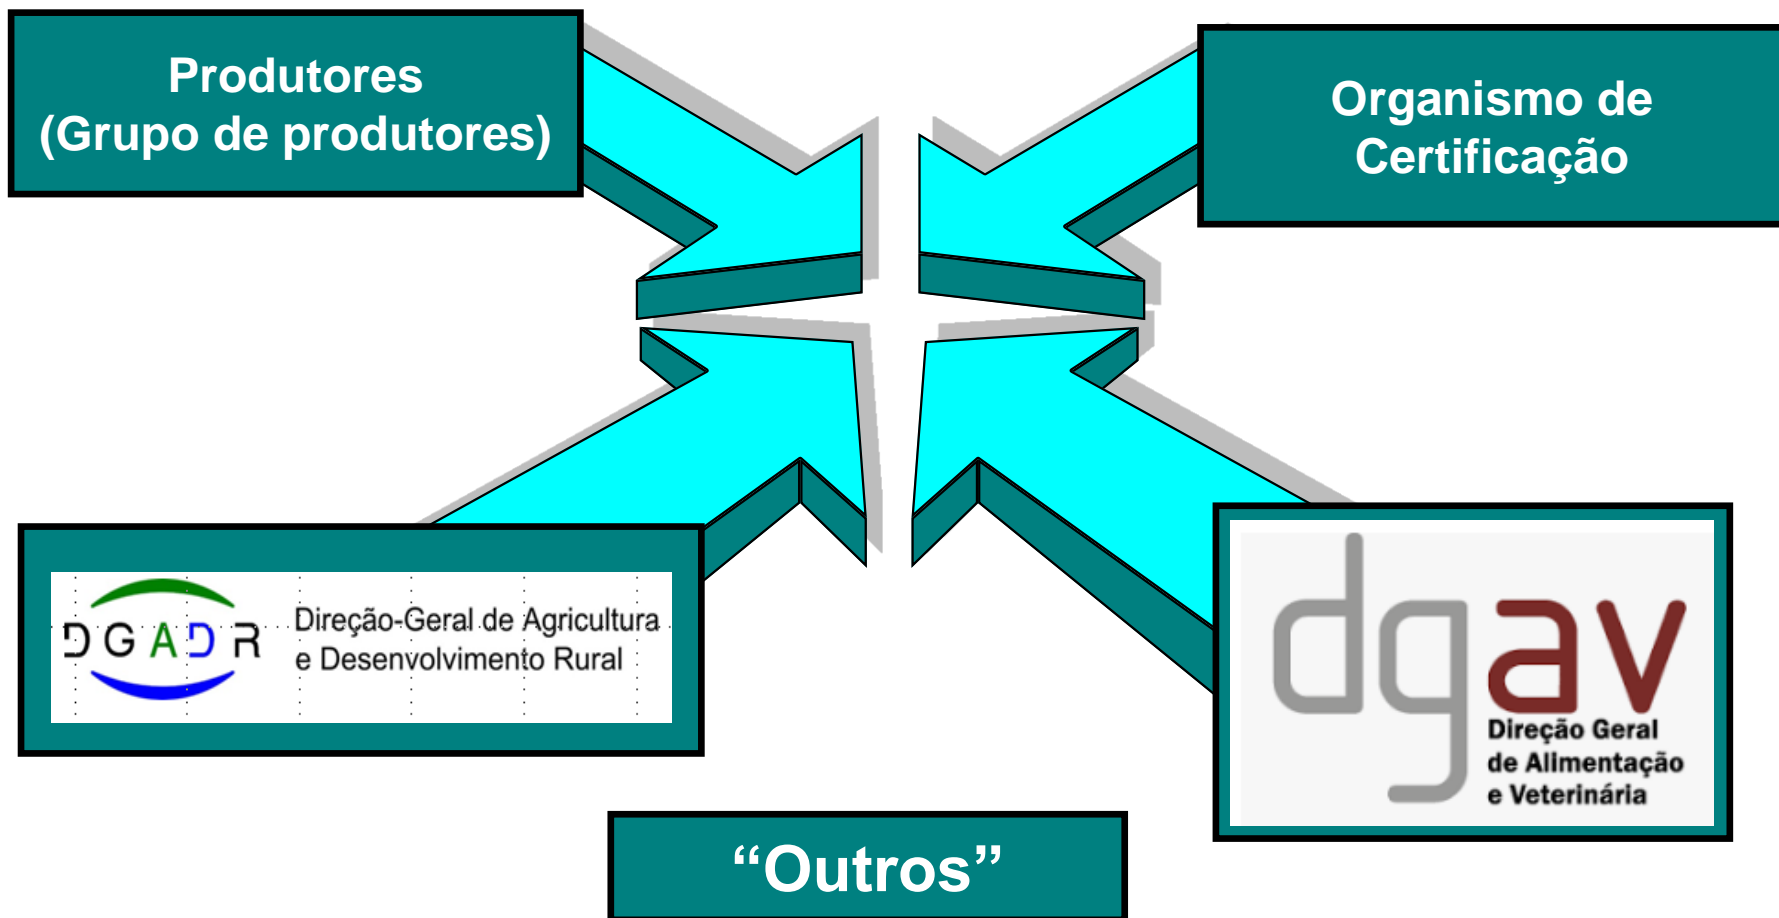 Produtores
(Grupo de produtores)
Organismo de
Certificação
DGADR
Direção-Geral de Agricultura
e Desenvolvimento Rural
dgav
Direção Geral
de Alimentação
e Veterinária
“Outros”